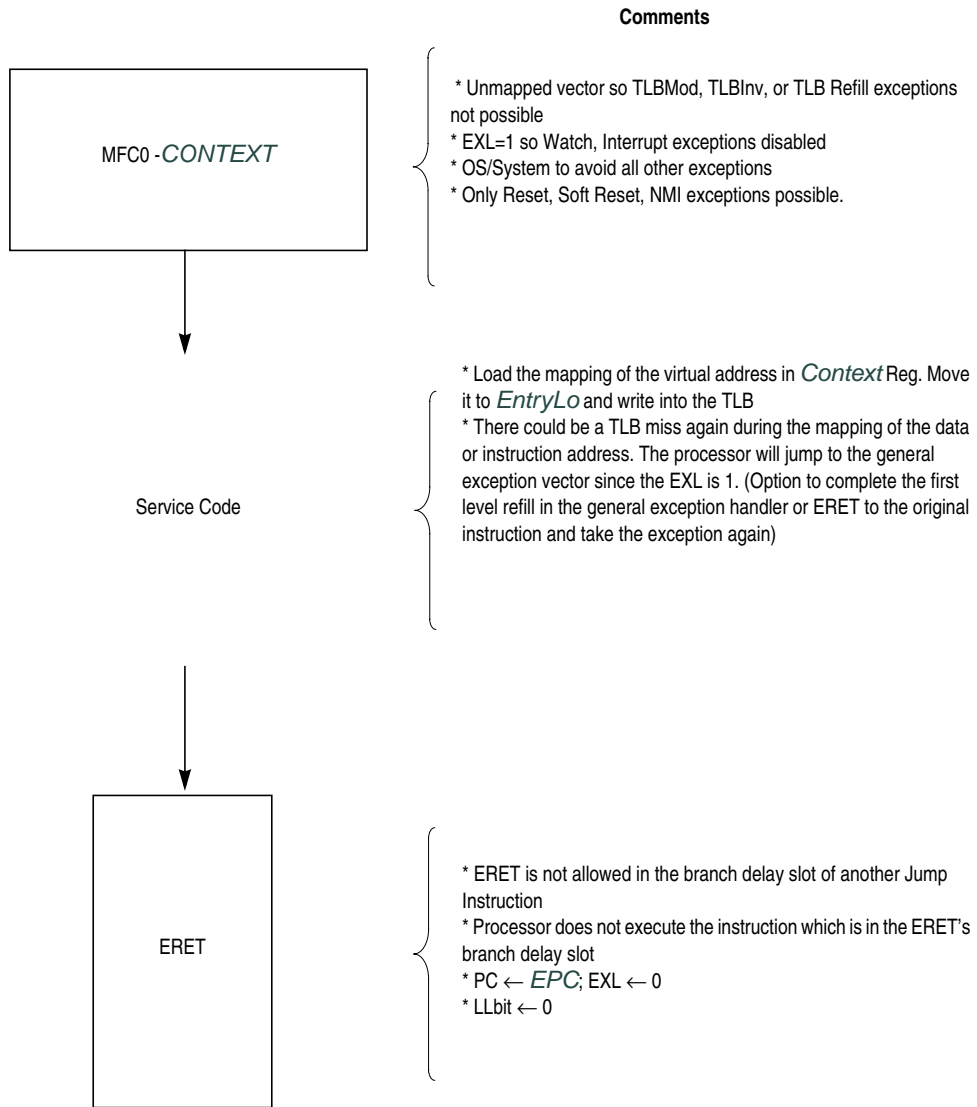 Comments
MFC0 -CONTEXT
* Unmapped vector so TLBMod, TLBInv, or TLB Refill exceptions
not possible
* EXL=1 so Watch, Interrupt exceptions disabled
* OS/System to avoid all other exceptions
* Only Reset, Soft Reset, NMI exceptions possible.
Service Code
* Load the mapping of the virtual address in Context Reg. Move
it to EntryLo and write into the TLB
* There could be a TLB miss again during the mapping of the data
or instruction address. The processor will jump to the general
exception vector since the EXL is 1. (Option to complete the first
level refill in the general exception handler or ERET to the original
instruction and take the exception again)
ERET
* ERET is not allowed in the branch delay slot of another Jump
Instruction
* Processor does not execute the instruction which is in the ERET's
branch delay slot
* PC ← EPC; EXL ← 0
* LLbit ← 0